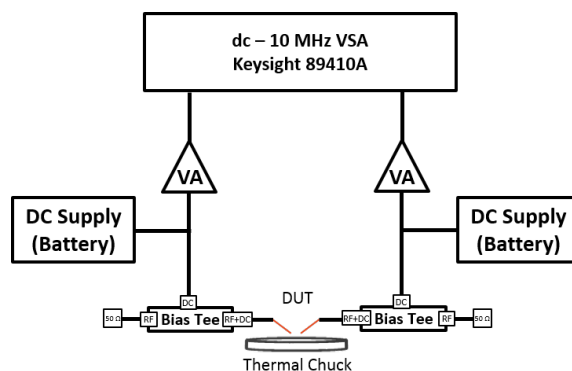 dc – 10 MHz VSA
Keysight 89410A
VA
VA
DC Supply
(Battery)
DC Supply
(Battery)
DC
DUT
DC
50 Ω
RF
Bias Tee
RF+DC
RF+DC
Bias Tee
RF
50 Ω
Thermal Chuck